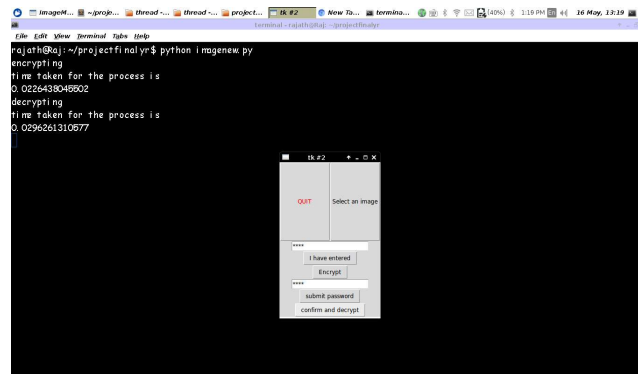 imageM... ~/proje... thread -... thread -... project... tk #2 New Ta... termina... (40%) 1:19 PM En 16 May, 13:19
Terminal - rajath@Raj: ~/projectfinalyr
File Edit View Terminal Tabs Help
rajath@Raj:~/projectfinalyr$ python imagenew.py
encrypting
time taken for the process is
0.0226438045502
decrypting
time taken for the process is
0.0296261310577
tk #2
QUIT Select an image
****
I have entered
Encrypt
****
submit password
confirm and decrypt